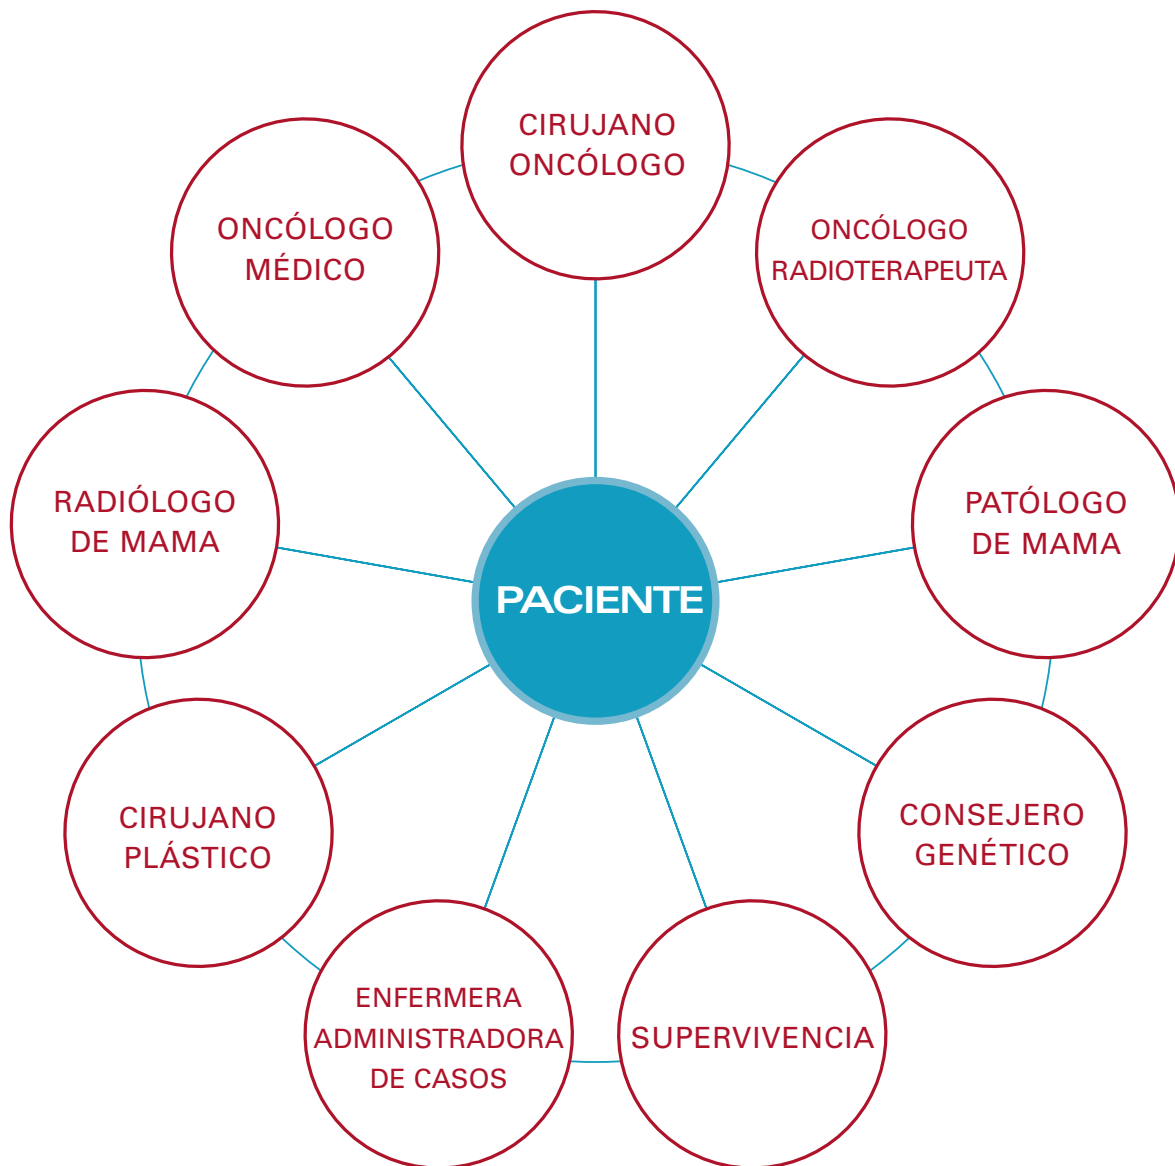 CIRUJANO
ONCÓLOGO
ONCÓLOGO
RADIOTERAPEUTA
PATÓLOGO
DE MAMA
CONSEJERO
GENÉTICO
SUPERVIVENCIA
ENFERMERA
ADMINISTRADORA
DE CASOS
CIRUJANO
PLÁSTICO
RADIÓLOGO
DE MAMA
ONCÓLOGO
MÉDICO
PACIENTE